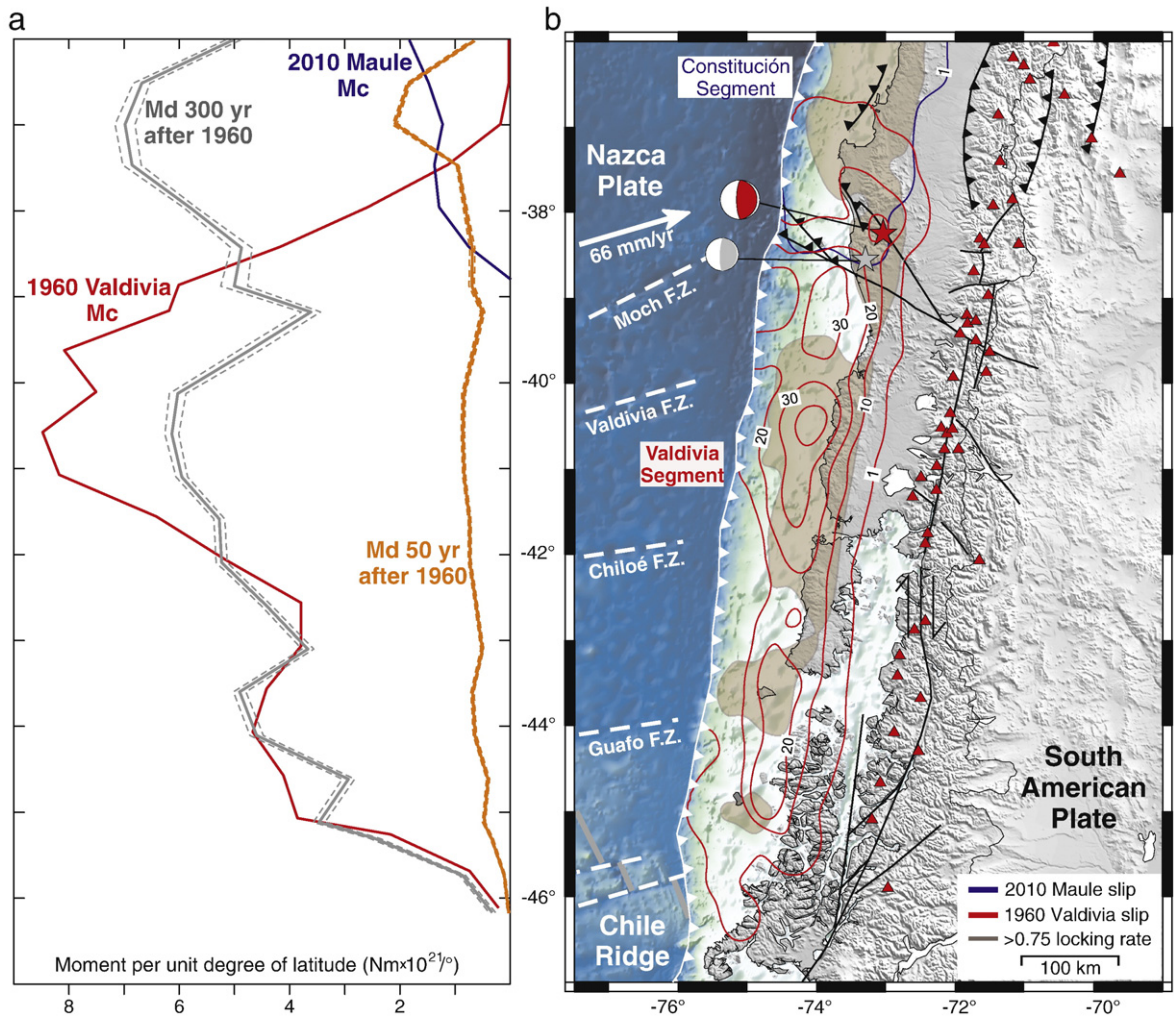 a
2010 Maule
Mc
Md 300 yr
after 1960
1960 Valdivia
Mc
Md 50 yr
after 1960
-38°
-40°
-42°
-44°
-46°
Moment per unit degree of latitude (Nm×10²¹/°)
8
6
4
2
b
Constitución
Segment
1
Nazca
Plate
66 mm/yr
Moch F.Z.
20
30
Valdivia F.Z.
30
20
10
Valdivia
Segment
1
Chiloé F.Z.
Guafo F.Z.
20
South
American
Plate
Chile
Ridge
2010 Maule slip
1960 Valdivia slip
>0.75 locking rate
100 km
-76
-74
-72
-70